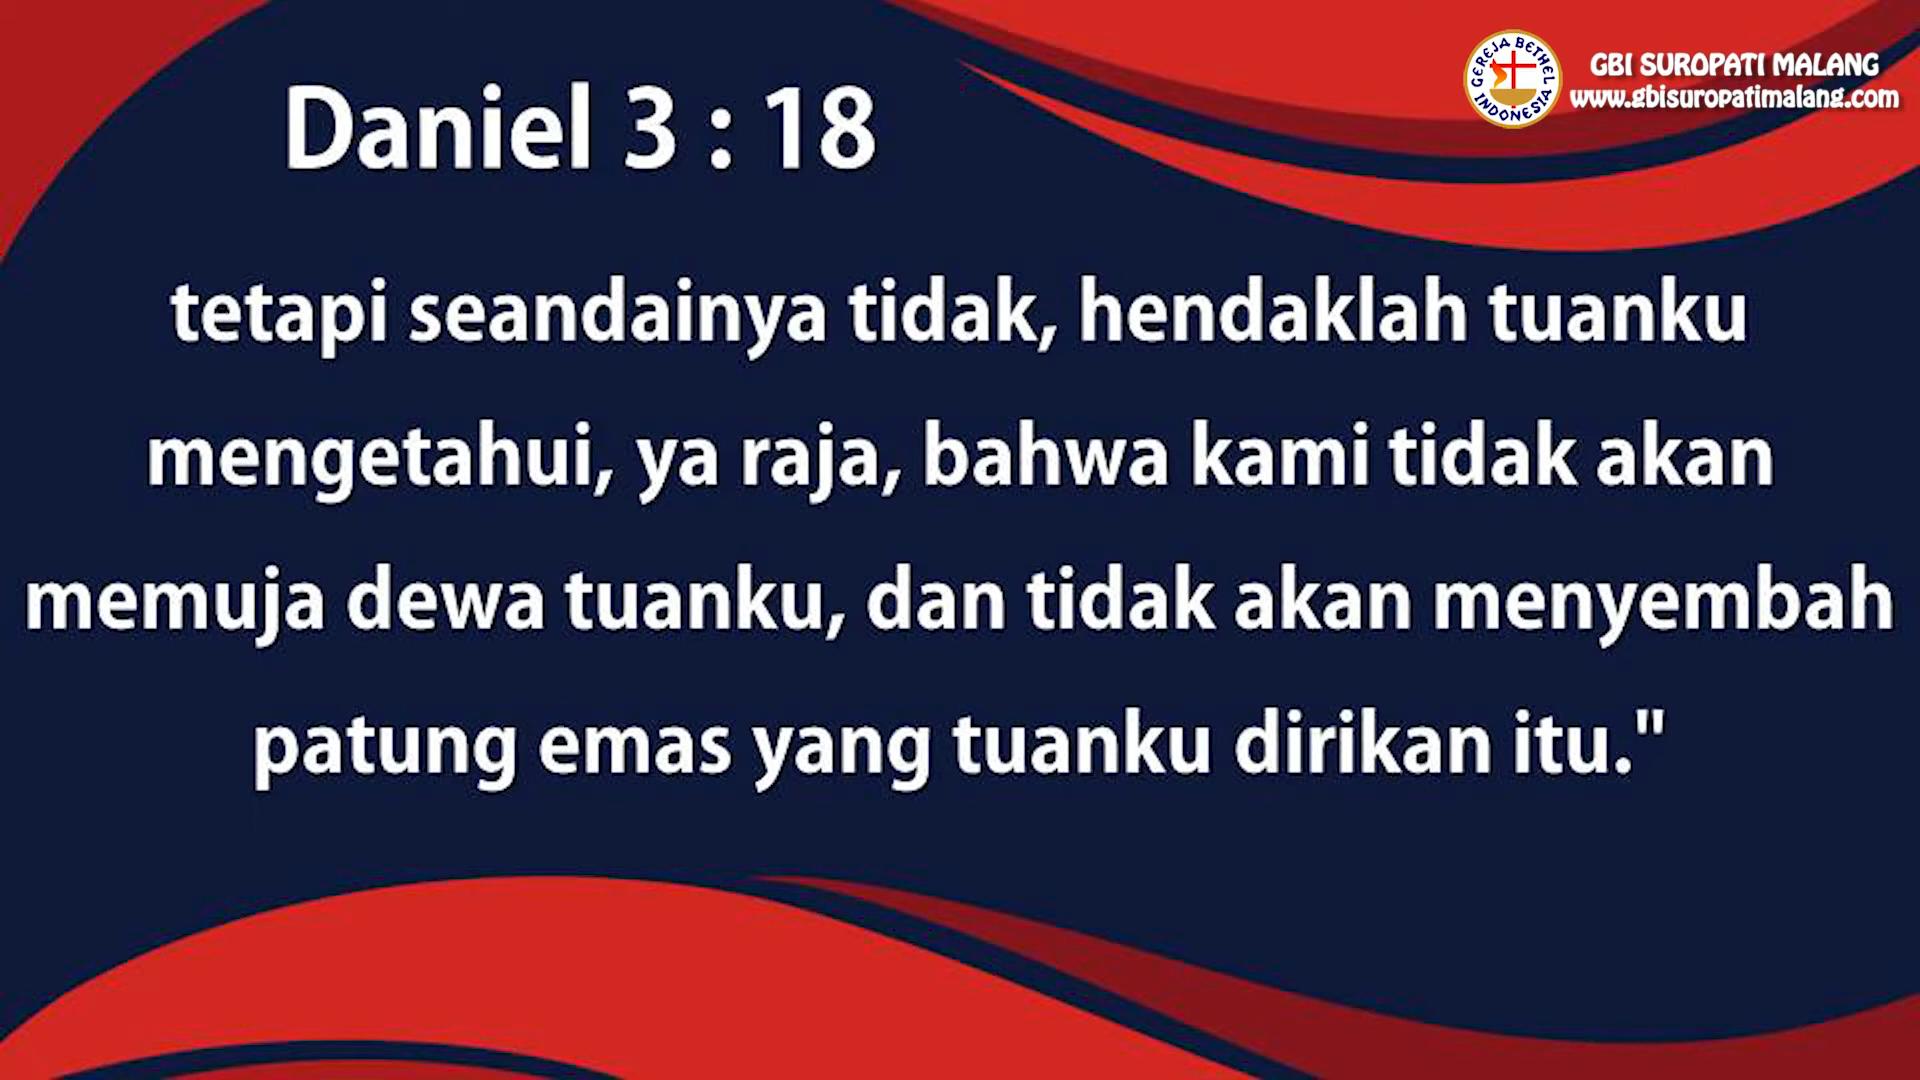 GEREJA BETHEL INDONESIA
GBI SUROPATI MALANG
www.gbisuropatimalang.com
Daniel 3 : 18
tetapi seandainya tidak, hendaklah tuanku
mengetahui, ya raja, bahwa kami tidak akan
memuja dewa tuanku, dan tidak akan menyembah
patung emas yang tuanku dirikan itu."